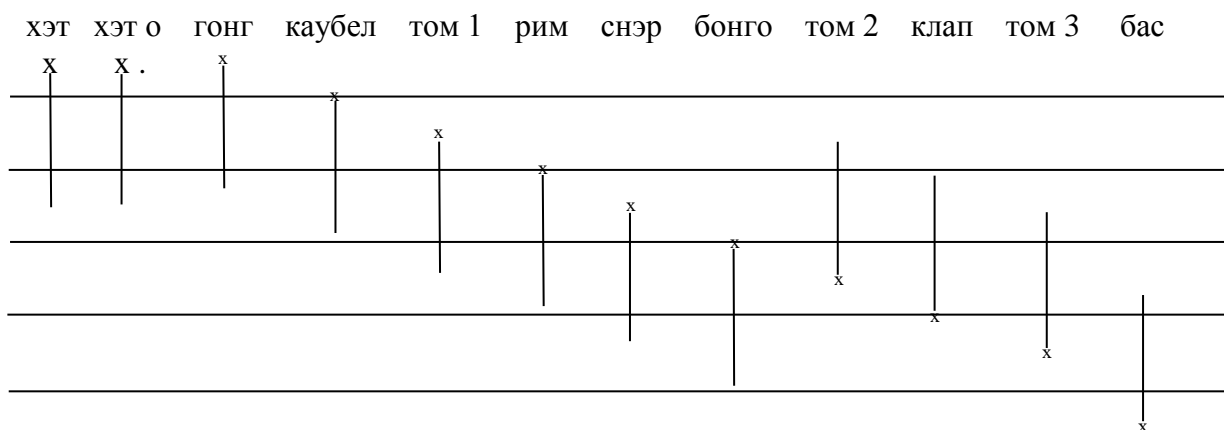 хэт хэт о гонг каубел том 1 рим снэр бонго том 2 клап том 3 бас
х х . х
х
х
х
х
х
х
х
х
х